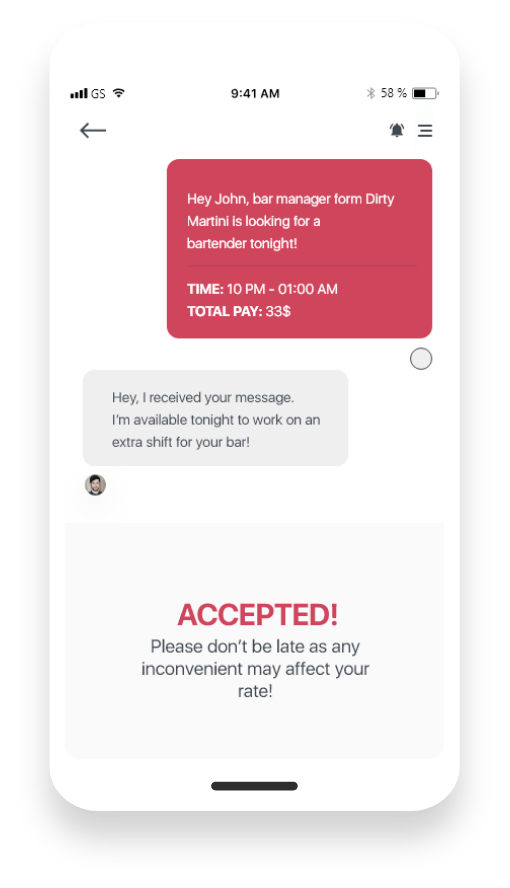 GS 9:41 AM 58 %
Hey John, bar manager form Dirty
Martini is looking for a
bartender tonight!
TIME: 10 PM - 01:00 AM
TOTAL PAY: 33$
Hey, I received your message.
I’m available tonight to work on an
extra shift for your bar!
ACCEPTED!
Please don’t be late as any
inconvenient may affect your
rate!